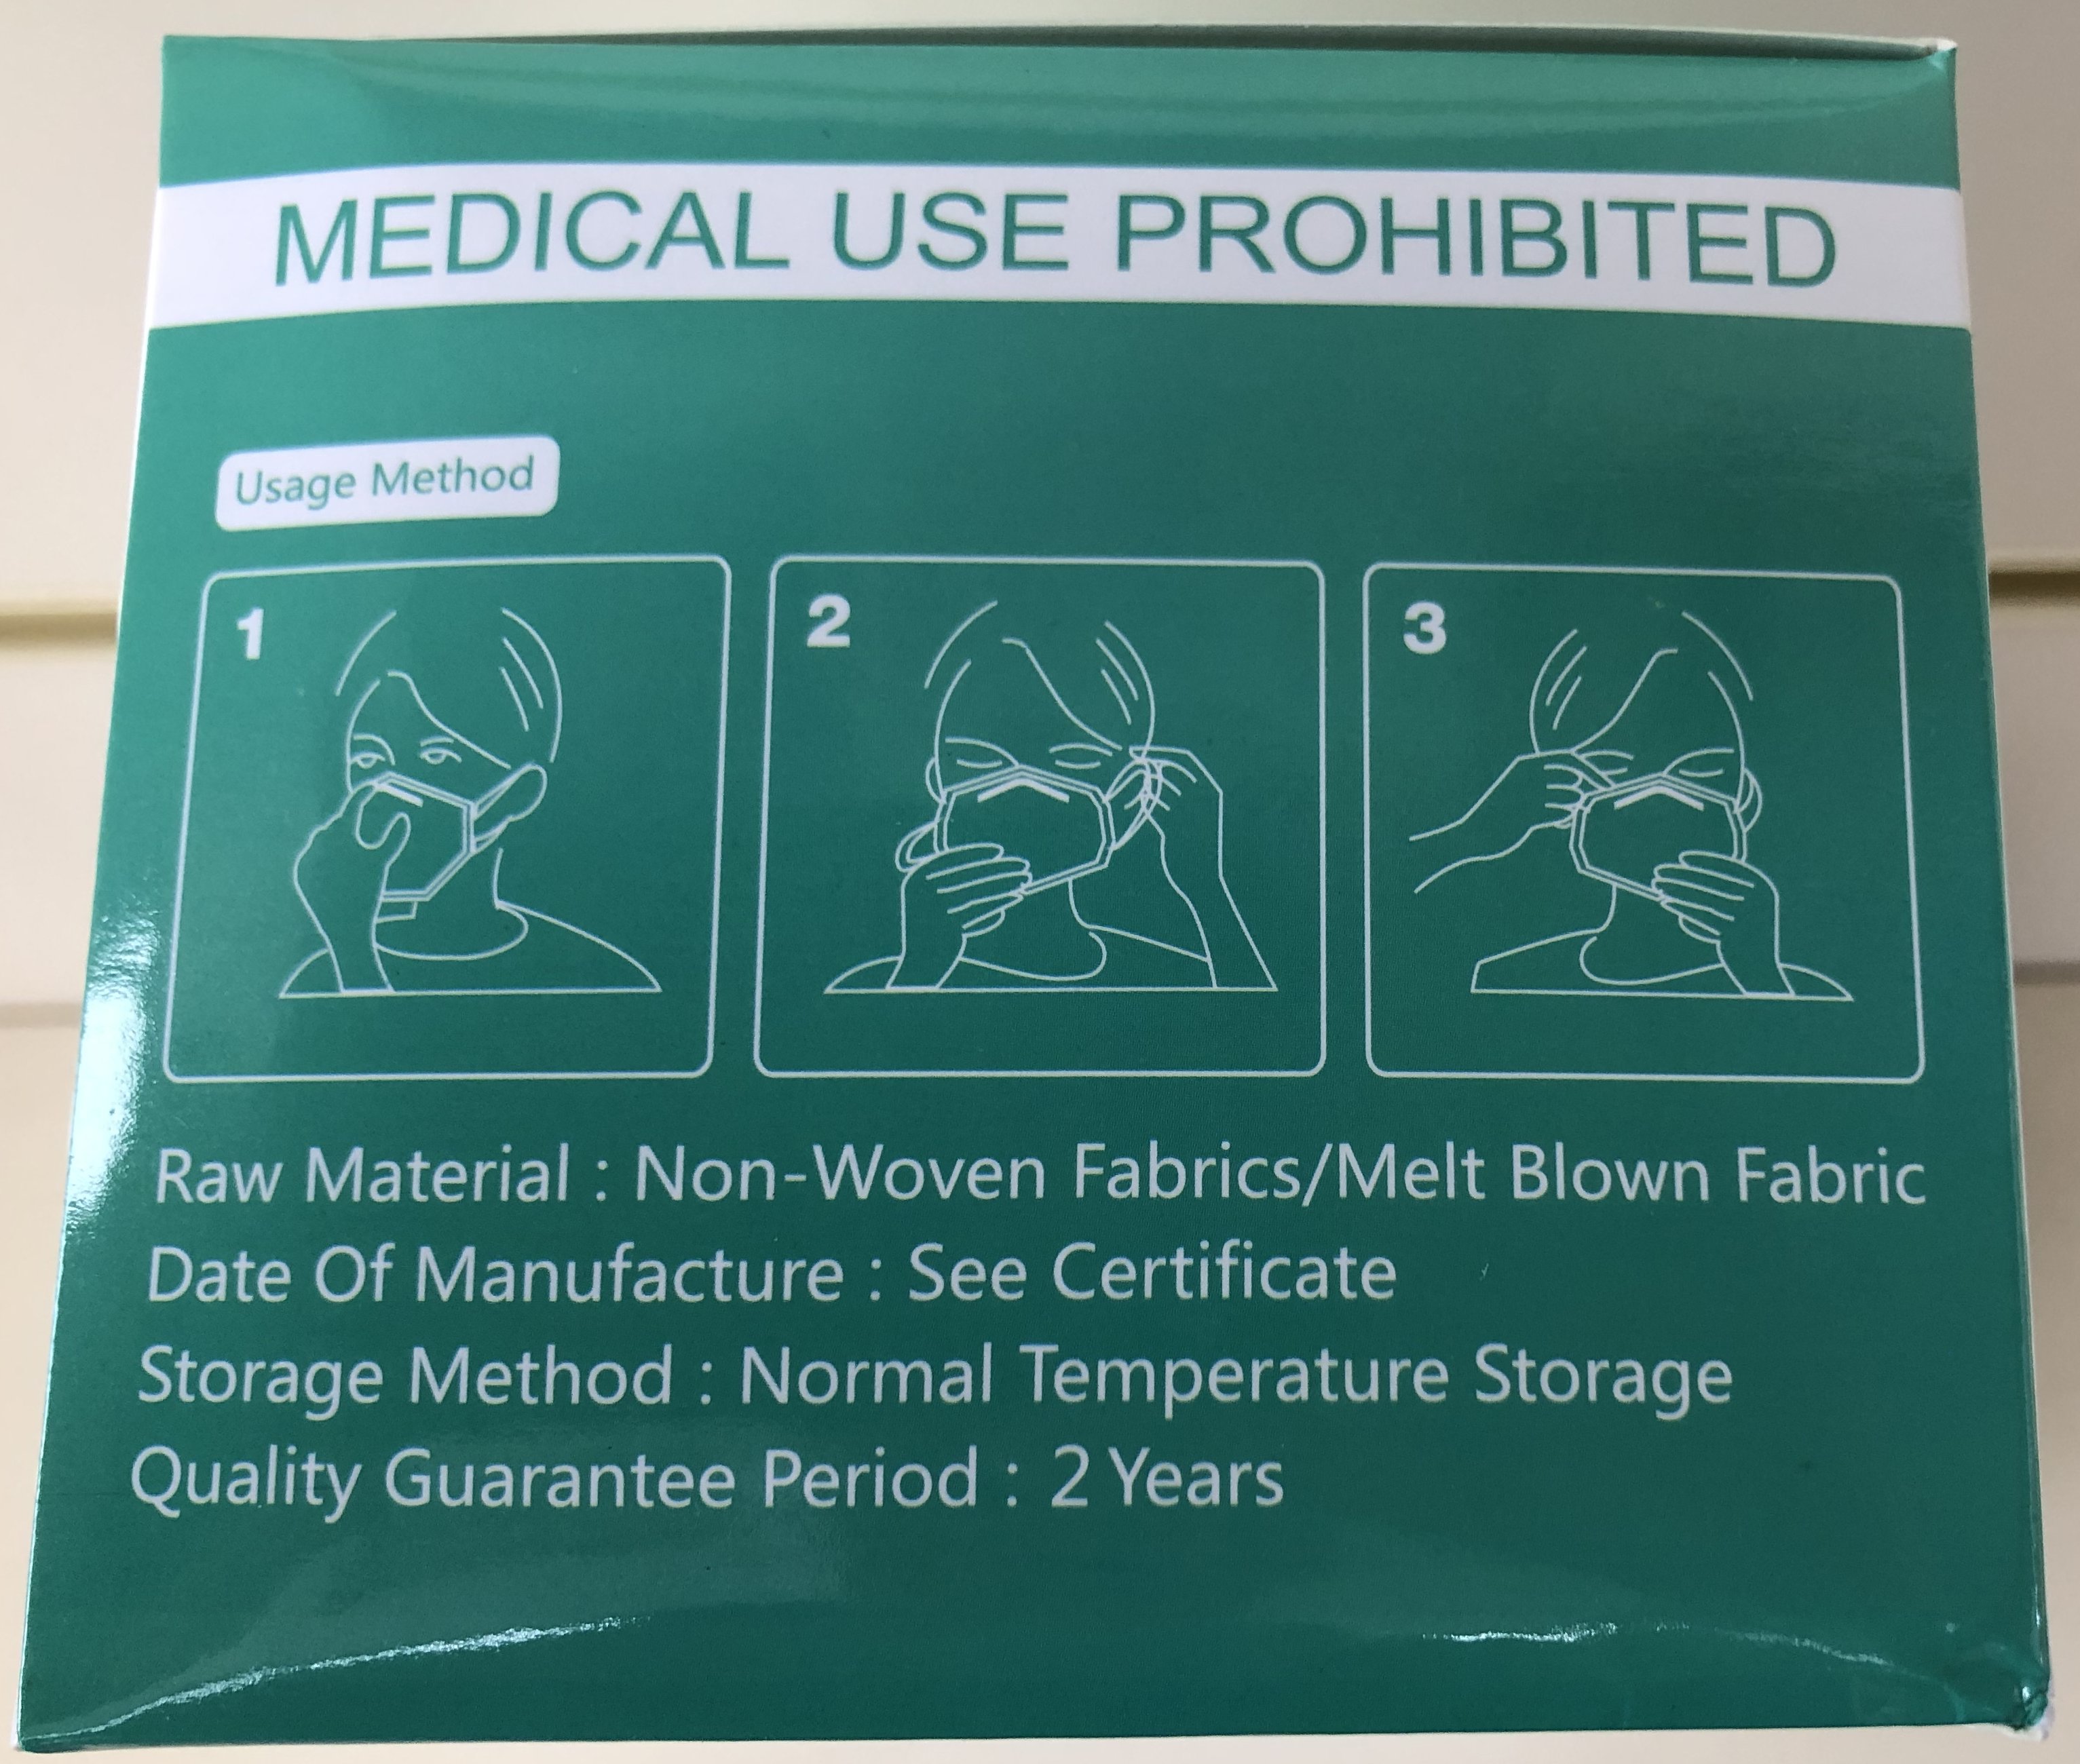 MEDICAL USE PROHIBITED
Usage Method
1
2
3
Raw Material : Non-Woven Fabrics/Melt Blown Fabric
Date Of Manufacture : See Certificate
Storage Method : Normal Temperature Storage
Quality Guarantee Period : 2 Years